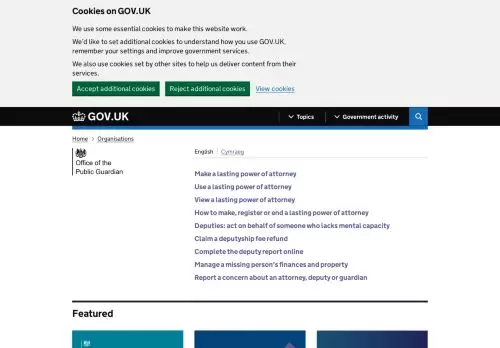 Cookies on GOV.UK
We use some essential cookies to make this website work.
We'd like to set additional cookies to understand how you use GOV.UK,
remember your settings and improve government services.
We also use cookies set by other sites to help us deliver content from their
services.
Accept additional cookies Reject additional cookies View cookies
GOV.UK Topics Government activity
Home Organisations
Office of the
Public Guardian
English Cymraeg
Make a lasting power of attorney
Use a lasting power of attorney
View a lasting power of attorney
How to make, register or end a lasting power of attorney
Deputies: act on behalf of someone who lacks mental capacity
Claim a deputyship fee refund
Complete the deputy report online
Manage a missing person's finances and property
Report a concern about an attorney, deputy or guardian
Featured